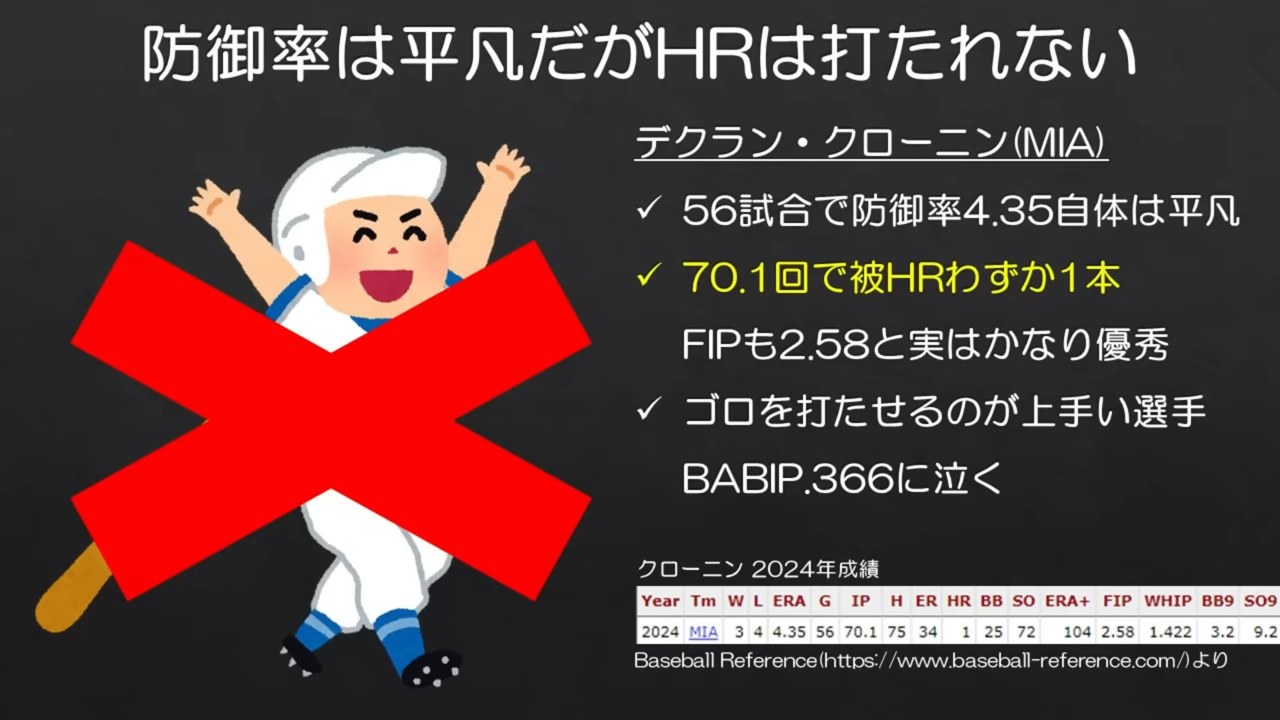 防御率は平凡だがHRは打たれない
デクラン・クローニン(MIA)
✓ 56試合で防御率4.35自体は平凡
✓ 70.1回で被HRわずか1本
FIPも2.58と実はかなり優秀
✓ ゴロを打たせるのが上手い選手
BABIP.366に泣く
クローニン 2024年成績
Year Tm W L ERA G IP H ER HR BB SO ERA+ FIP WHIP BB9 SO9
2024 MIA 3 4 4.35 56 70.1 75 34 1 25 72 104 2.58 1.422 3.2 9.2
Baseball Reference(https://www.baseball-reference.com/)より